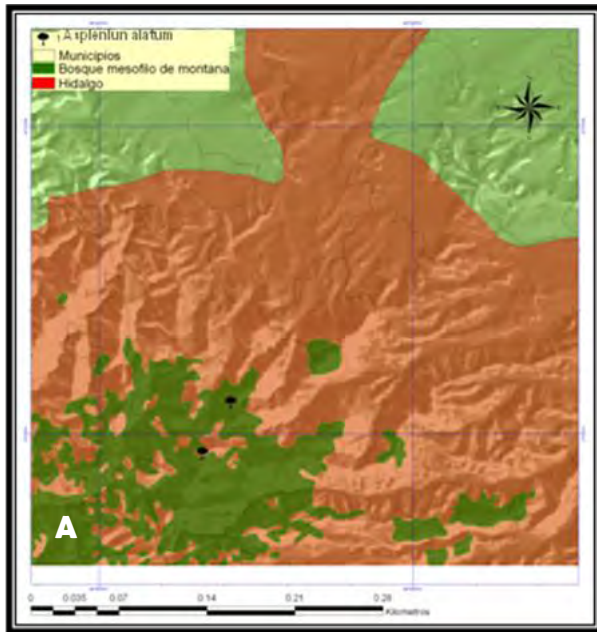 Asplenium alatum
Municipios
Bosque mesofilo de montana
Hidalgo
A
0 0.035 0.07 0.14 0.21 0.28
Kilometros